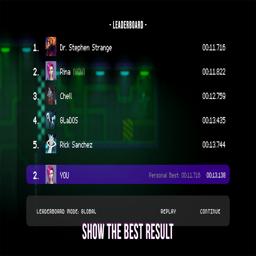 - LEADERBOARD -
1. Dr. Stephen Strange 00:11.716
2. Rina 00:11.822
3. Chell 00:12.759
4. GLaDOS 00:13.435
5. Rick Sanchez 00:13.744
2. YOU Personal Best: 00:11.716 00:13.138
LEADERBOARD MODE: GLOBAL REPLAY CONTINUE
SHOW THE BEST RESULT